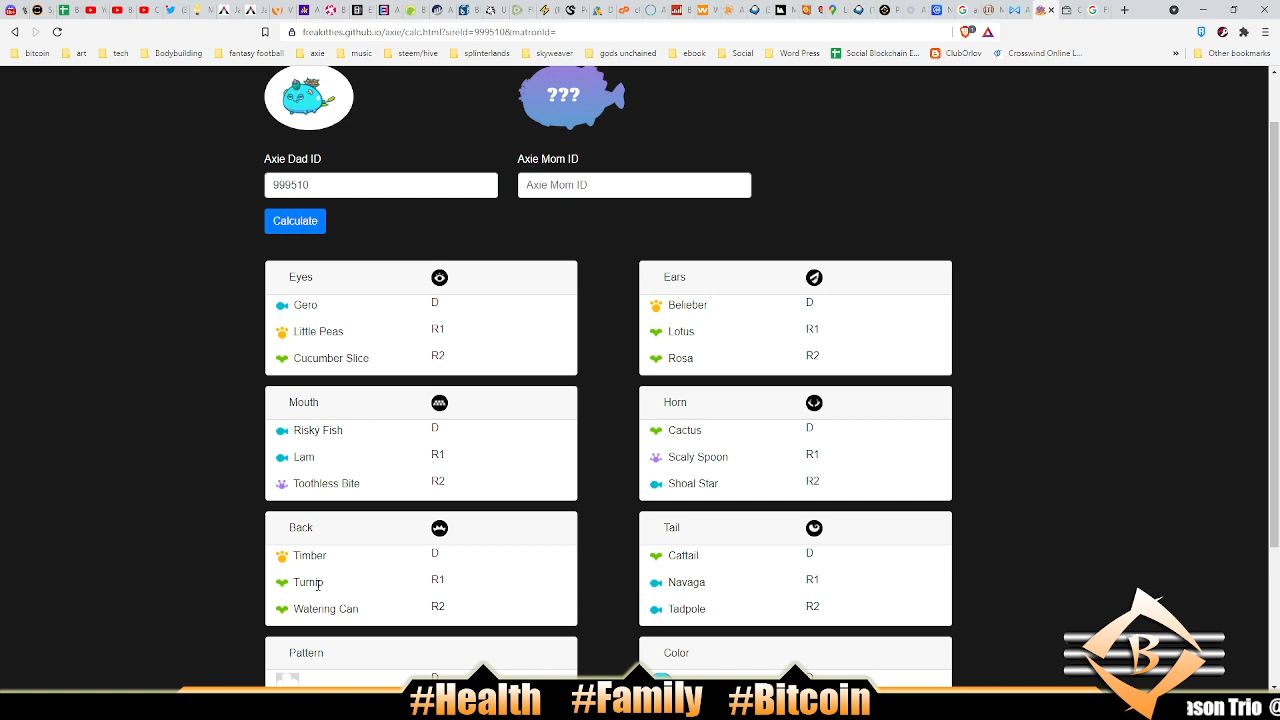 freakitties.github.io/axie/calc.html?sireId=999510&matronId=
bitcoin art tech Bodybuilding fantasy football axie music steem/hive splinterlands skyweaver gods unchained ebook Social Word Press Social Blockchain E... ClubOrlov Crosswind Online L... » Other bookmarks
???
Axie Dad ID Axie Mom ID
999510 Axie Mom ID
Calculate
Eyes
Gero D
Little Peas R1
Cucumber Slice R2
Ears
Belieber D
Lotus R1
Rosa R2
Mouth
Risky Fish D
Lam R1
Toothless Bite R2
Horn
Cactus D
Scaly Spoon R1
Shoal Star R2
Back
Timber D
Turnip R1
Watering Can R2
Tail
Cattail D
Navaga R1
Tadpole R2
Pattern
Color
#Health #Family #Bitcoin
B
ason Trio @